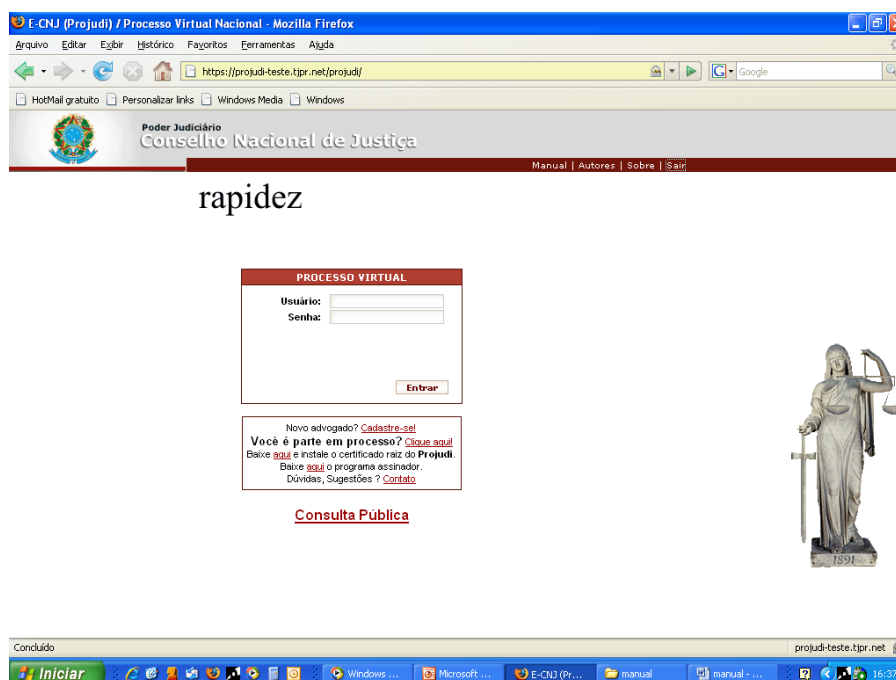 E-CNJ (Projudi) / Processo Virtual Nacional - Mozilla Firefox
Arquivo Editar Exibir Histórico Favoritos Ferramentas Ajuda
https://projudi-teste.tjpr.net/projudi/
G Google
HotMail gratuito Personalizar links Windows Media Windows
Poder Judiciário
Conselho Nacional de Justiça
Manual | Autores | Sobre | Sair
rapidez
PROCESSO VIRTUAL
Usuário:
Senha:
Entrar
Novo advogado? Cadastre-se!
Você é parte em processo? Clique aqui!
Baixe aqui e instale o certificado raiz do Projudi.
Baixe aqui o programa assinador.
Dúvidas, Sugestões ? Contato
Consulta Pública
1891
Concluído
projudi-teste.tjpr.net
Iniciar
Windows ...
Microsoft ...
E-CNJ (Pr...
manual
manual - ...